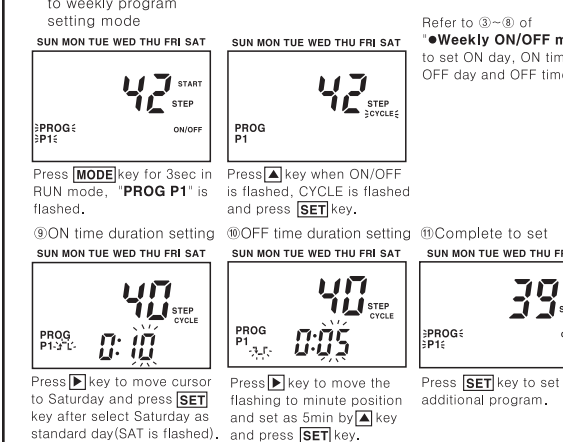 to weekly program
setting mode
SUN MON TUE WED THU FRI SAT
42
START
STEP
PROG
P1
ON/OFF
Press MODE key for 3sec in
RUN mode, "PROG P1" is
flashed.
SUN MON TUE WED THU FRI SAT
42
STEP
CYCLE
PROG
P1
Press ▲ key when ON/OFF
is flashed, CYCLE is flashed
and press SET key.
Refer to ③~⑧ of
"●Weekly ON/OFF
to set ON day, ON
OFF day and OFF
⑨ON time duration setting
SUN MON TUE WED THU FRI SAT
40
STEP
CYCLE
PROG
P1
0:10
Press ▶ key to move cursor
to Saturday and press SET
key after select Saturday as
standard day(SAT is flashed).
⑩OFF time duration setting
SUN MON TUE WED THU FRI SAT
40
STEP
CYCLE
PROG
P1
0:05
Press ▶ key to move the
flashing to minute position
and set as 5min by ▲ key
and press SET key.
⑪Complete to set
SUN MON TUE WED THU
39
PROG
P1
Press SET key to set
additional program.